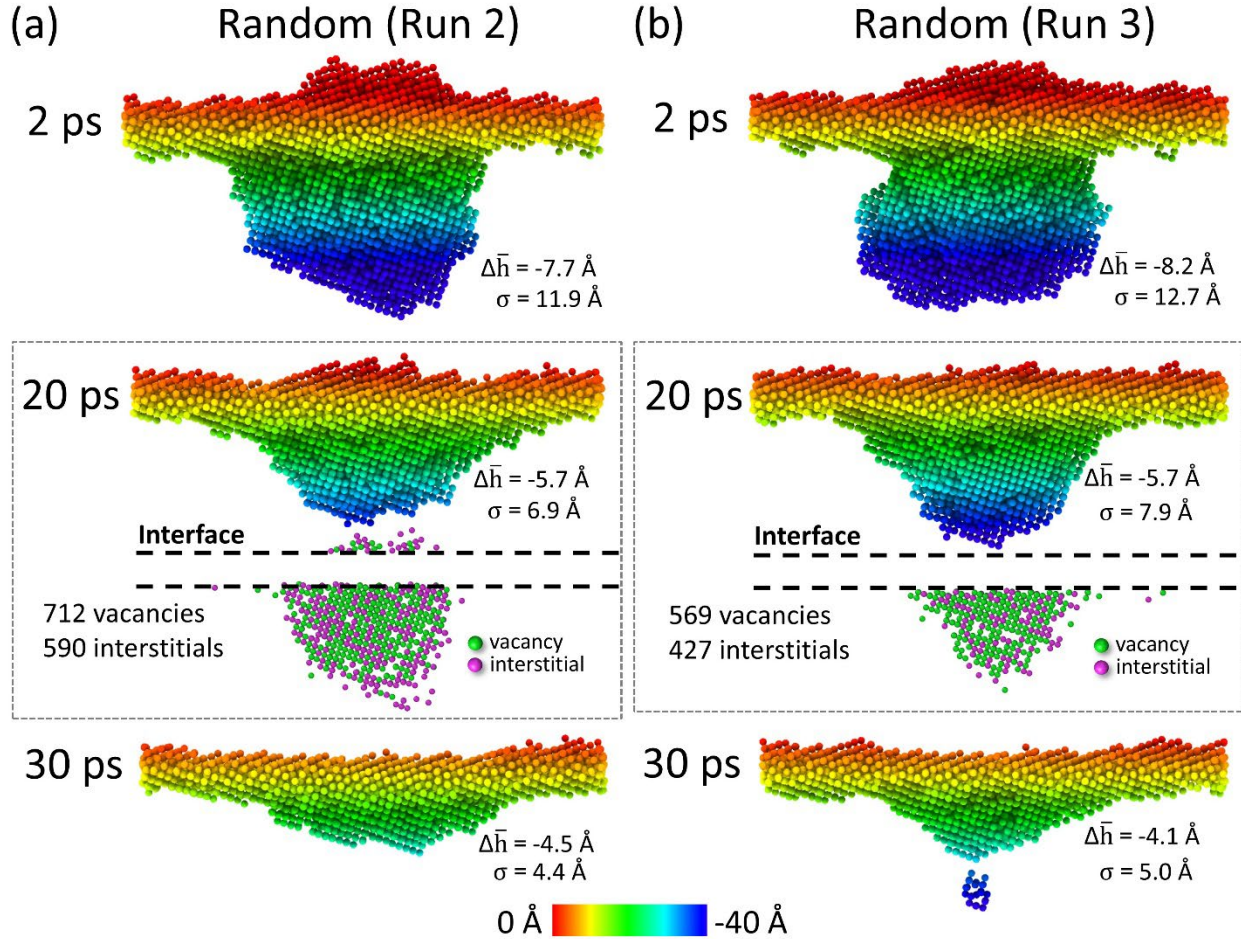 (a) Random (Run 2)
2 ps
Δh̄ = -7.7 Å
σ = 11.9 Å
20 ps
Δh̄ = -5.7 Å
σ = 6.9 Å
Interface
712 vacancies
590 interstitials
vacancy
interstitial
30 ps
Δh̄ = -4.5 Å
σ = 4.4 Å
(b) Random (Run 3)
2 ps
Δh̄ = -8.2 Å
σ = 12.7 Å
20 ps
Δh̄ = -5.7 Å
σ = 7.9 Å
Interface
569 vacancies
427 interstitials
vacancy
interstitial
30 ps
Δh̄ = -4.1 Å
σ = 5.0 Å
0 Å -40 Å